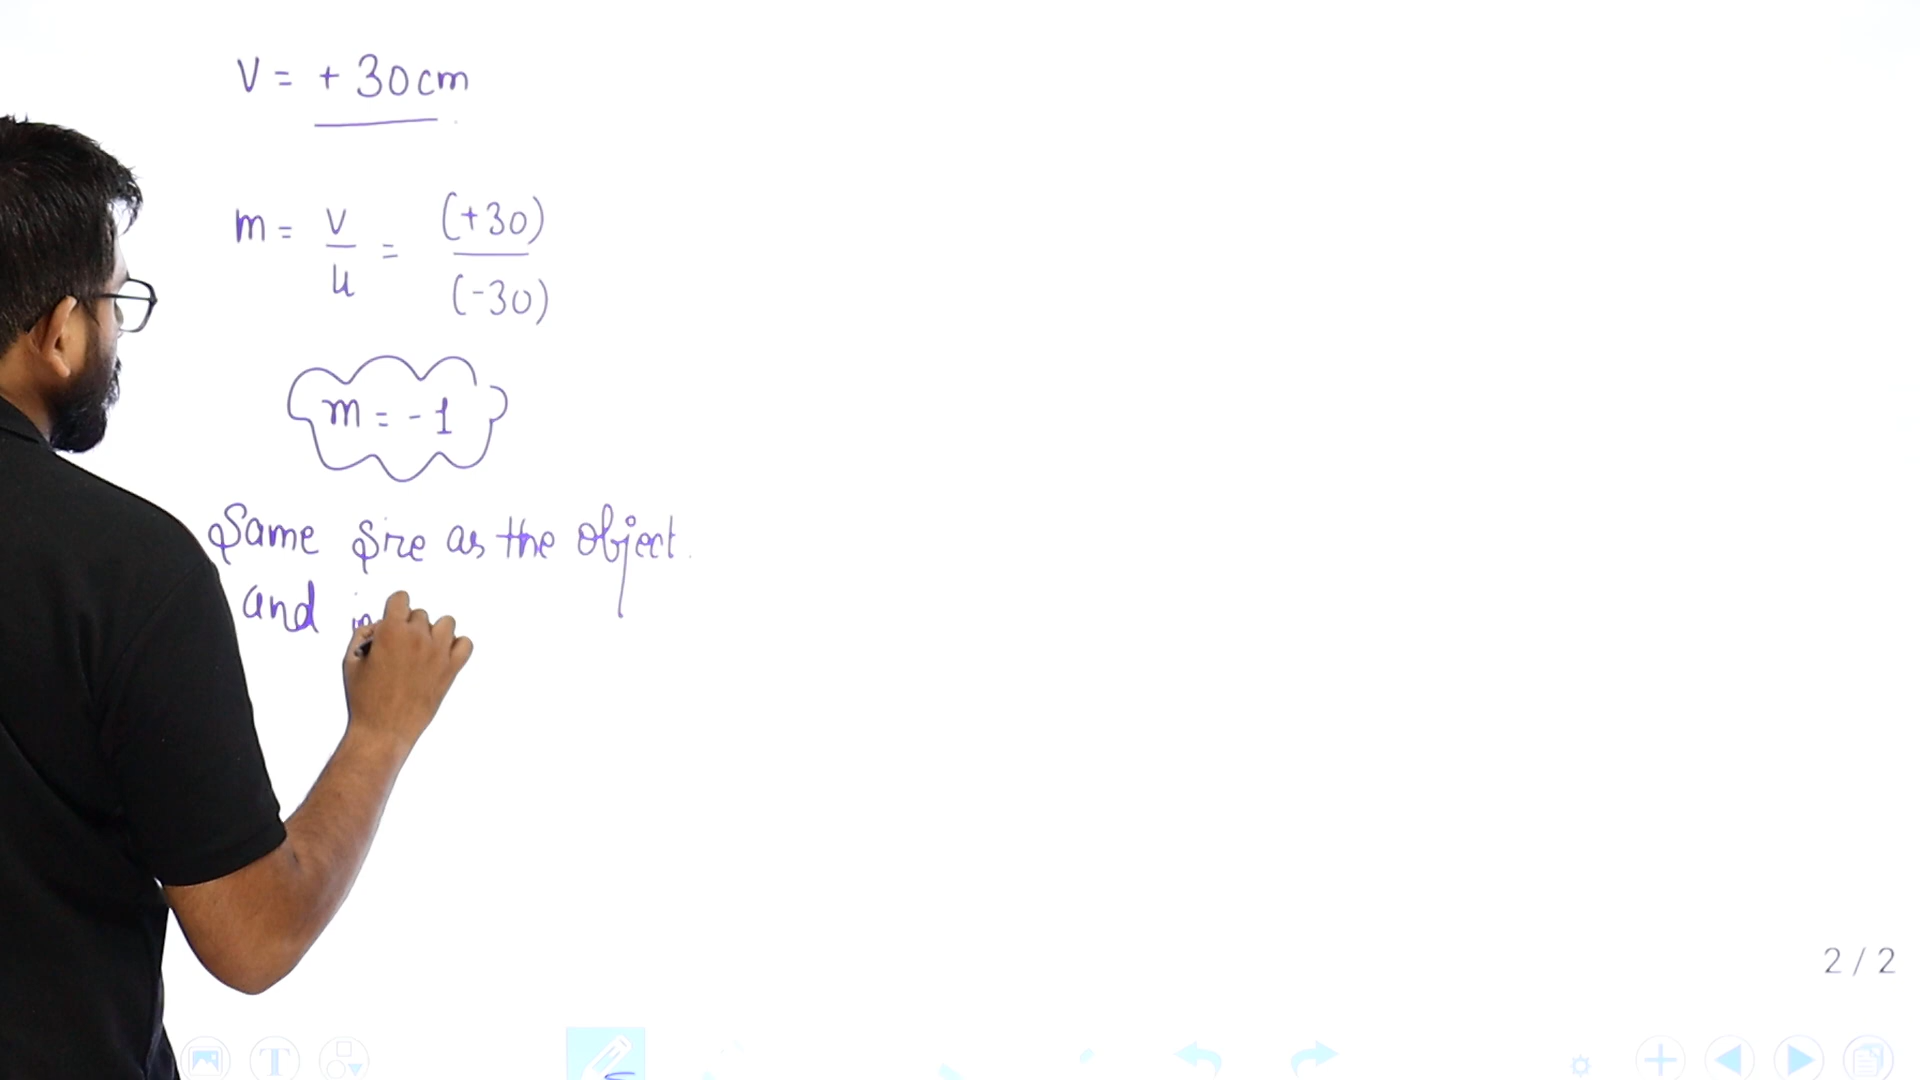 V = + 30cm
m = v/u = (+30)/(-30)
m = - 1
Same size as the object.
and
2 / 2
T